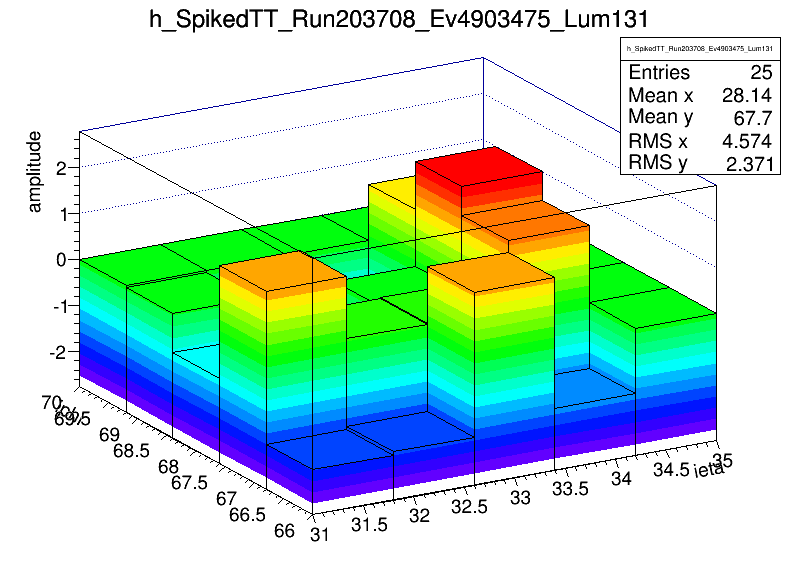 h_SpikedTT_Run203708_Ev4903475_Lum131
h_SpikedTT_Run203708_Ev4903475_Lum131
Entries 25
Mean x 28.14
Mean y 67.7
RMS x 4.574
RMS y 2.371
amplitude
2
1
0
-1
-2
70
69.5
69
68.5
68
67.5
67
66.5
66
31
31.5
32
32.5
33
33.5
34
34.5
35
ieta